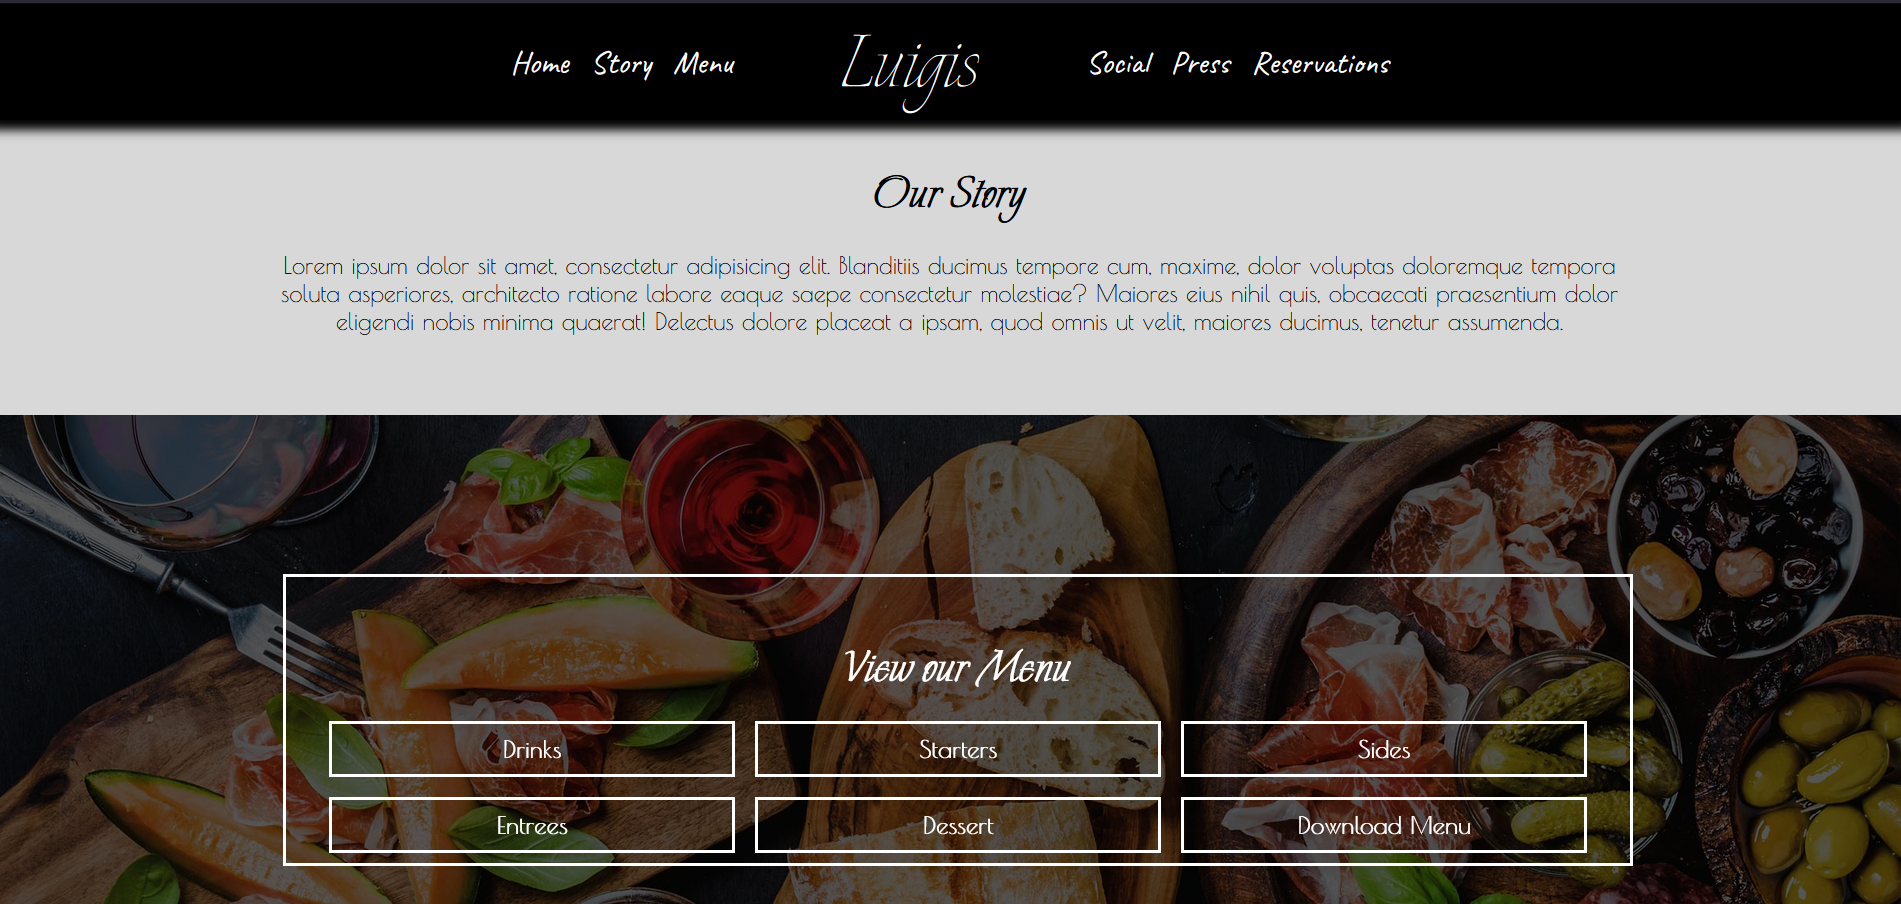 Home Story Menu Luigis Social Press Reservations
Our Story
Lorem ipsum dolor sit amet, consectetur adipisicing elit. Blanditiis ducimus tempore cum, maxime, dolor voluptas doloremque tempora
soluta asperiores, architecto ratione labore eaque saepe consectetur molestiae? Maiores eius nihil quis, obcaecati praesentium dolor
eligendi nobis minima quaerat! Delectus dolore placeat a ipsam, quod omnis ut velit, maiores ducimus, tenetur assumenda.
View our Menu
Drinks Starters Sides
Entrees Dessert Download Menu